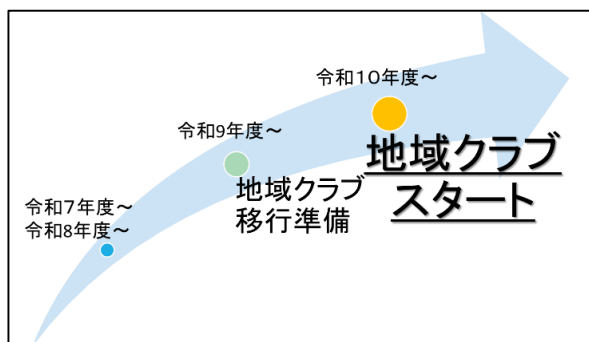 令和10年度～
令和9年度～
地域クラブ
スタート
地域クラブ
移行準備
令和7年度～
令和8年度～